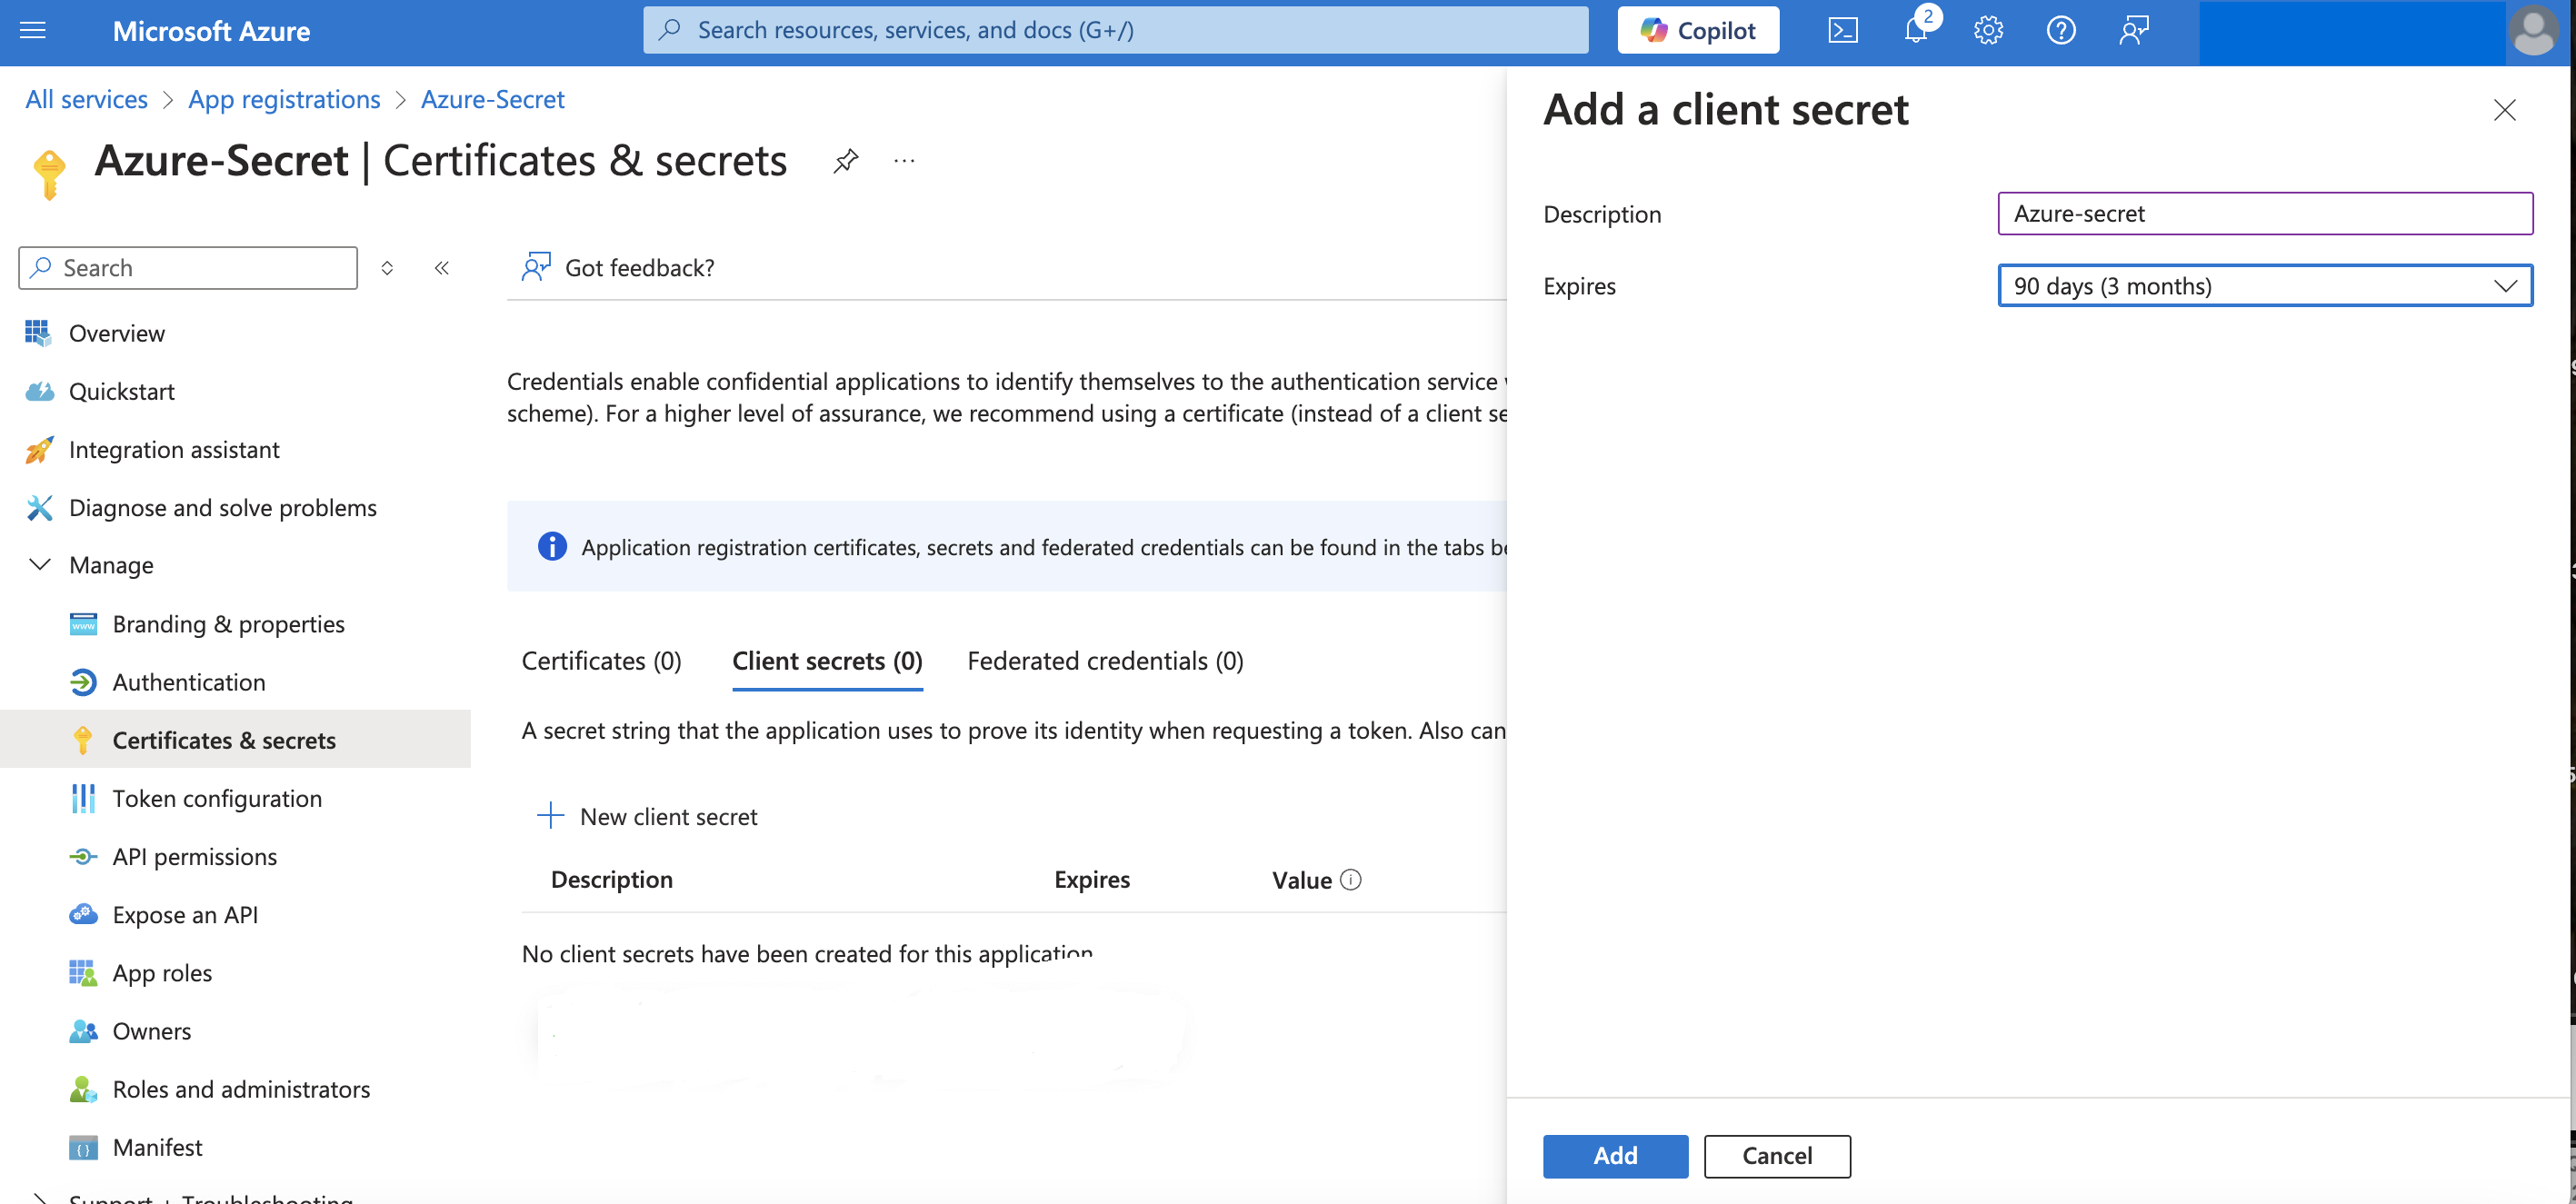 Microsoft Azure
Search resources, services, and docs (G+/)
Copilot
2
All services > App registrations > Azure-Secret
Azure-Secret | Certificates & secrets
Search
Got feedback?
Overview
Quickstart
Integration assistant
Diagnose and solve problems
Manage
Branding & properties
Authentication
Certificates & secrets
Token configuration
API permissions
Expose an API
App roles
Owners
Roles and administrators
Manifest
Support + Troubleshooting
Credentials enable confidential applications to identify themselves to the authentication service
scheme). For a higher level of assurance, we recommend using a certificate (instead of a client se
Application registration certificates, secrets and federated credentials can be found in the tabs be
Certificates (0)
Client secrets (0)
Federated credentials (0)
A secret string that the application uses to prove its identity when requesting a token. Also can
New client secret
Description
Expires
Value
No client secrets have been created for this application
Add a client secret
Description
Azure-secret
Expires
90 days (3 months)
Add
Cancel